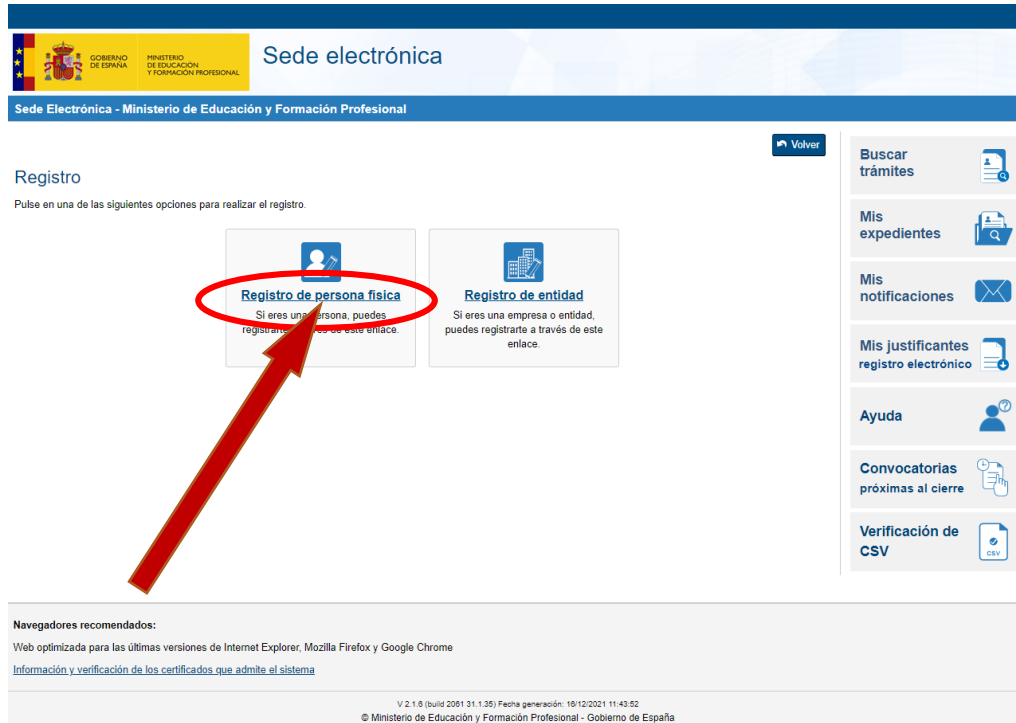 GOBIERNO
DE ESPAÑA
MINISTERIO
DE EDUCACIÓN
Y FORMACIÓN PROFESIONAL
Sede electrónica
Sede Electrónica - Ministerio de Educación y Formación Profesional
Volver
Registro
Pulse en una de las siguientes opciones para realizar el registro.
Registro de persona física
Si eres una persona, puedes
este enlace.
Registro de entidad
Si eres una empresa o entidad,
puedes registrarte a través de este
enlace.
Buscar
trámites
Mis
expedientes
Mis
notificaciones
Mis justificantes
registro electrónico
Ayuda
Convocatorias
próximas al cierre
Verificación de
CSV
CSV
Navegadores recomendados:
Web optimizada para las últimas versiones de Internet Explorer, Mozilla Firefox y Google Chrome
Información y verificación de los certificados que admite el sistema
V 2.1.6 (build 2061 31.1.35) Fecha generación: 16/12/2021 11:43:52
© Ministerio de Educación y Formación Profesional - Gobierno de España